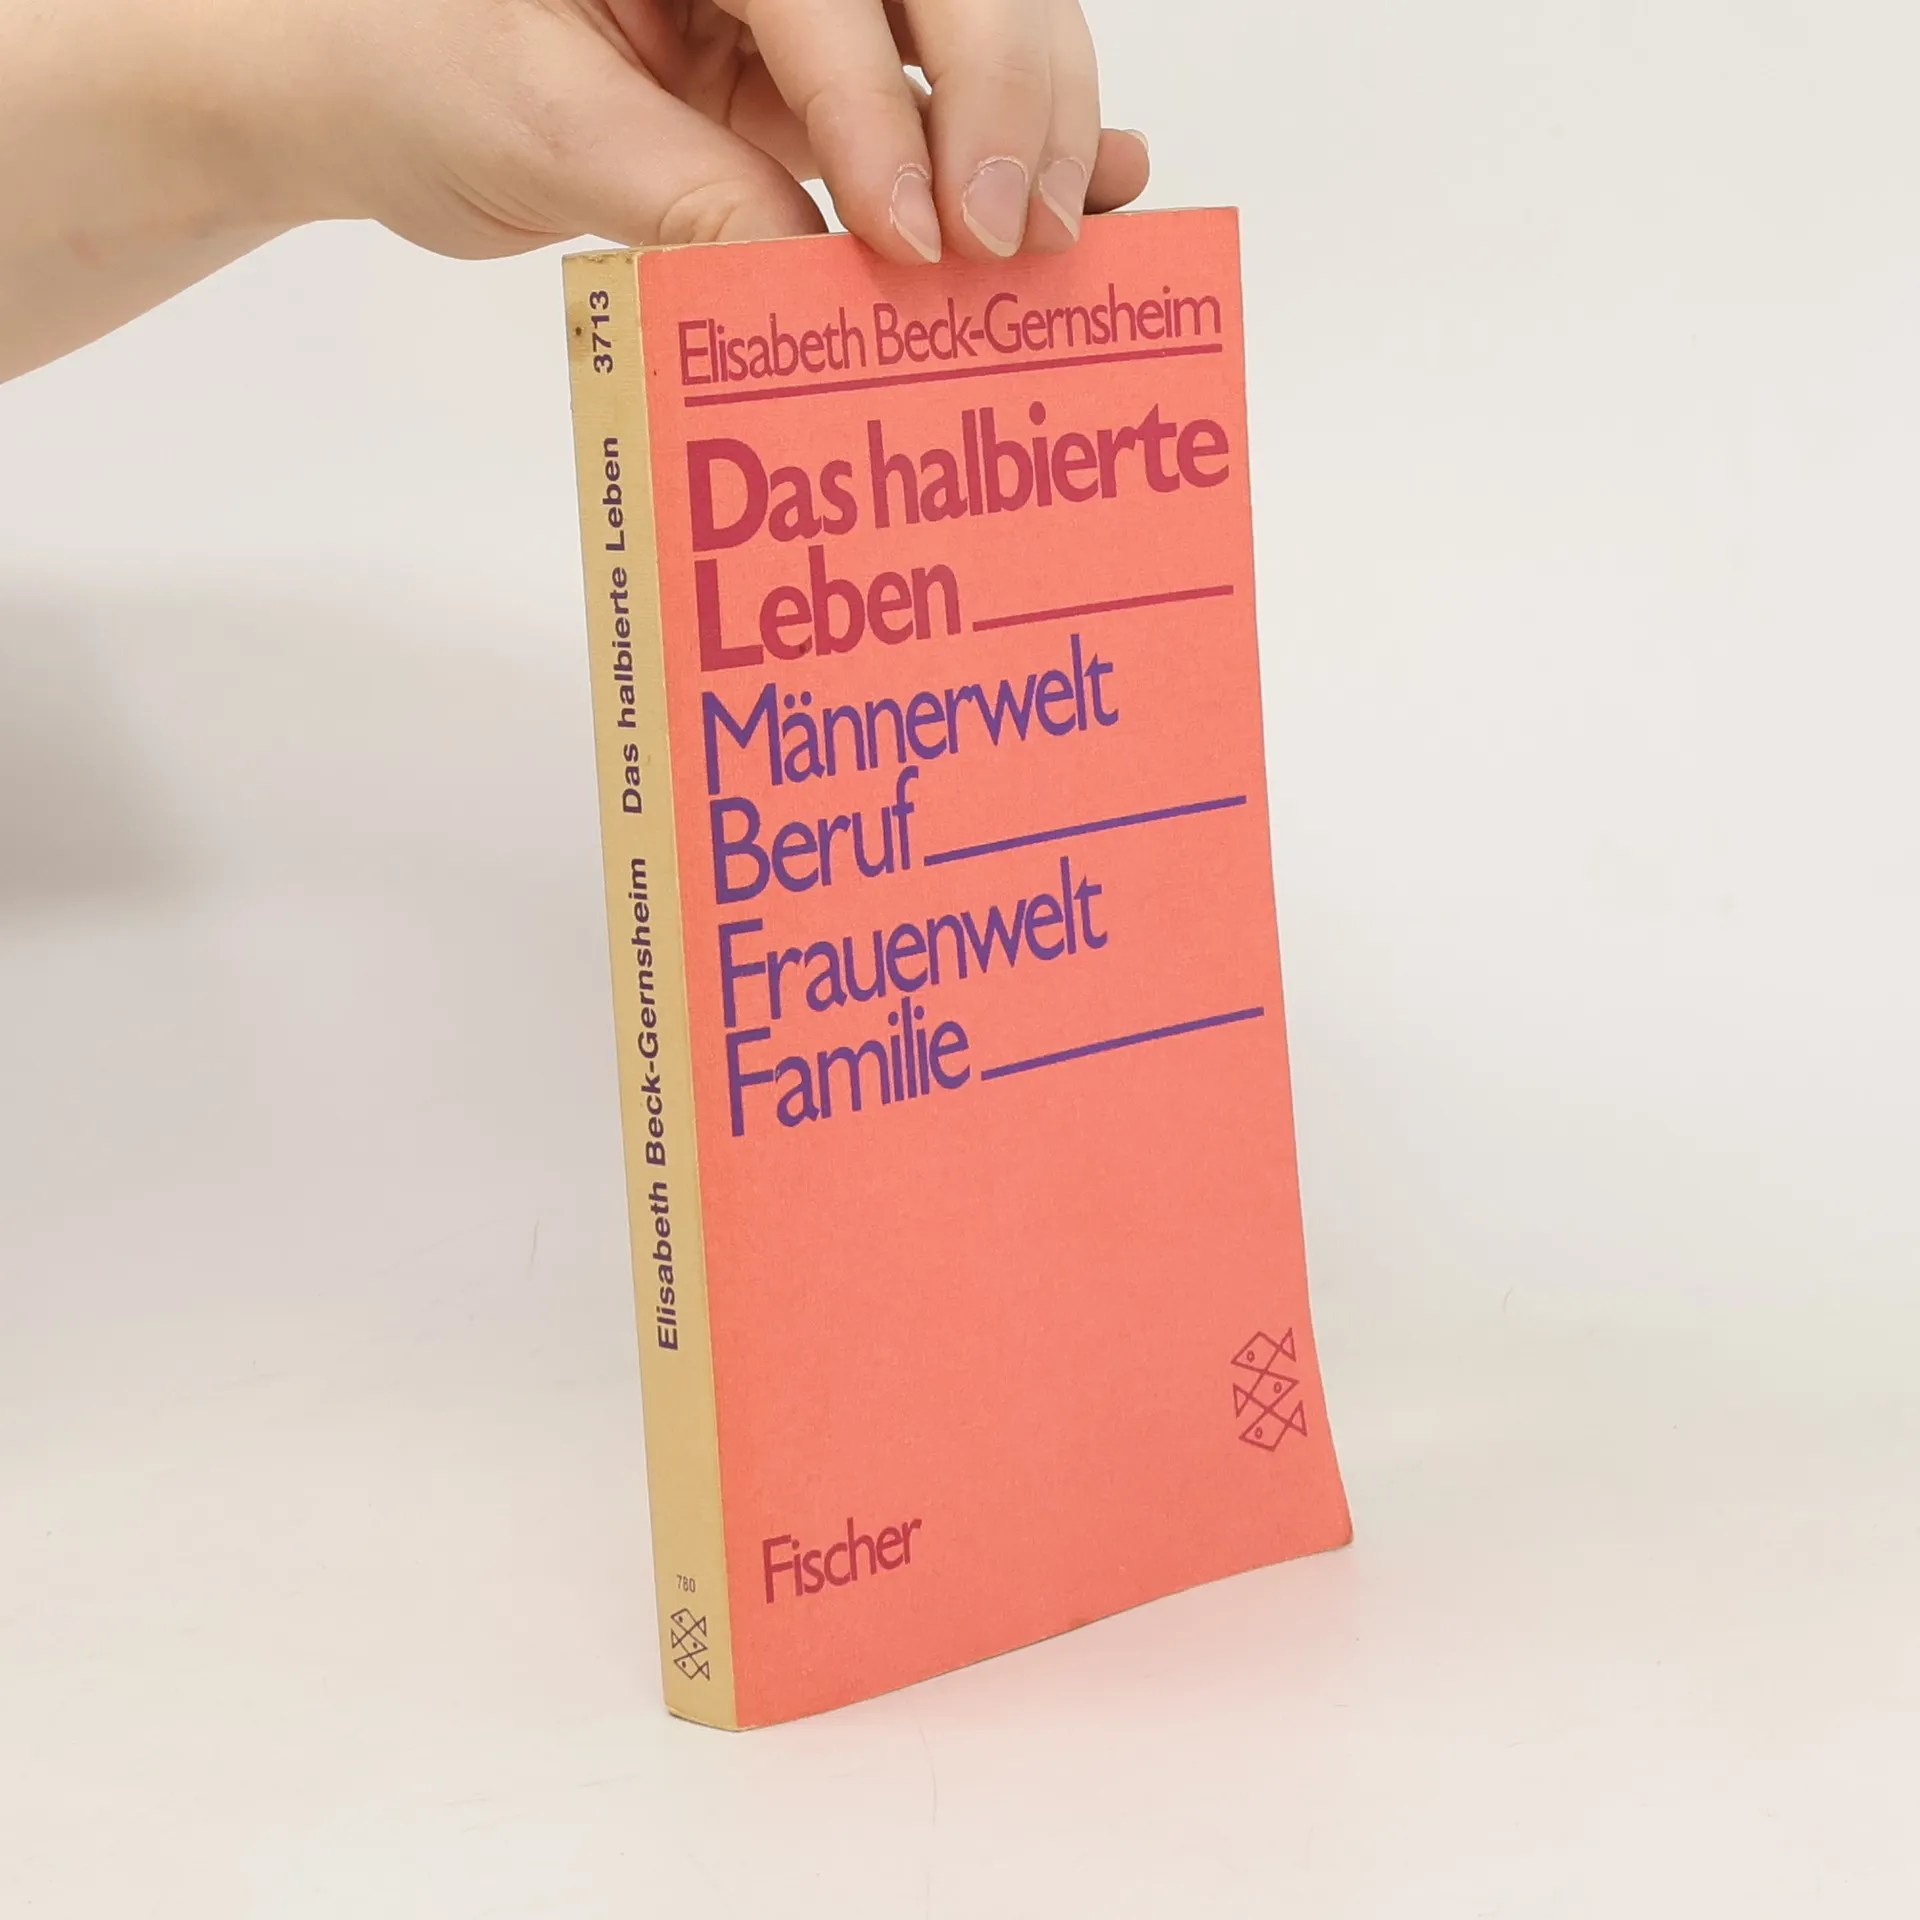 Elisabeth Beck-Gernsheim
Das halbierte
Leben
Männerwelt
Beruf
Frauenwelt
Familie
Fischer
Elisabeth Beck-Gernsheim Das halbierte Leben 3713
780